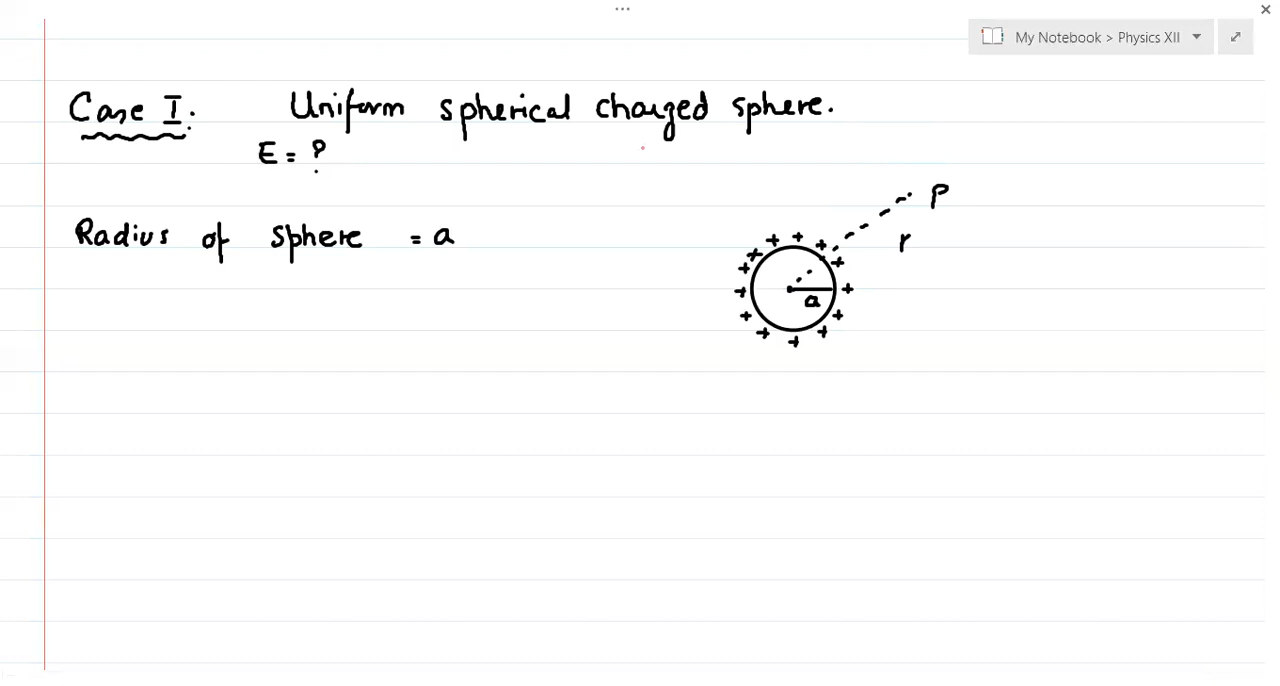 My Notebook > Physics XII
Case I: Uniform spherical charged sphere.
E = ?
Radius of sphere = a
P
r
a